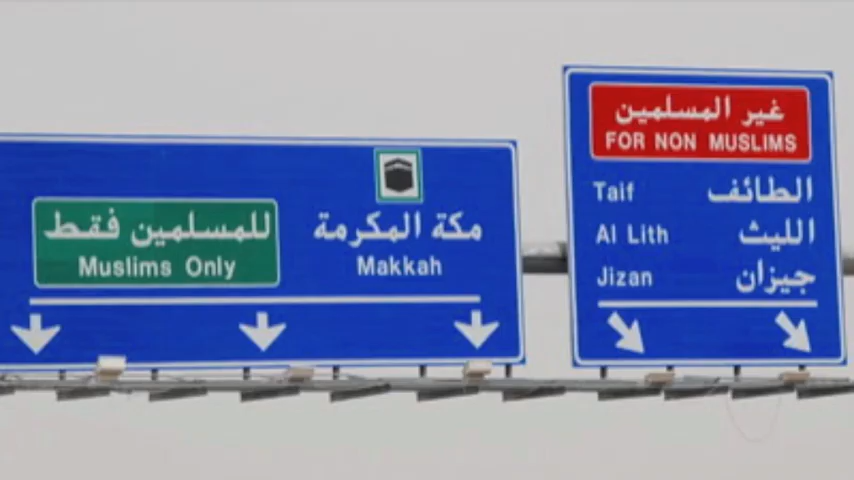 للمسلمين فقط
Muslims Only
مكة المكرمة
Makkah
غير المسلمين
FOR NON MUSLIMS
Taif الطائف
Al Lith الليث
Jizan جيزان